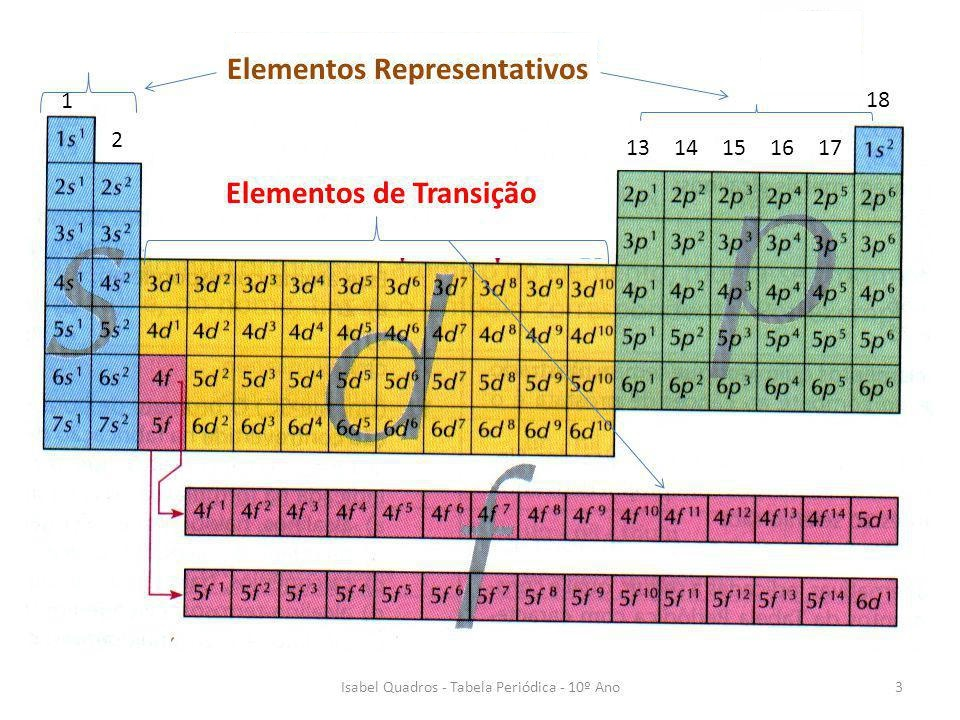 Elementos Representativos
1 18
2 13 14 15 16 17
1s¹ 1s²
Elementos de Transição
2s¹ 2s² 2p¹ 2p² 2p³ 2p⁴ 2p⁵ 2p⁶
3s¹ 3s² 3p¹ 3p² 3p³ 3p⁴ 3p⁵ 3p⁶
4s¹ 4s² 3d¹ 3d² 3d³ 3d⁴ 3d⁵ 3d⁶ 3d⁷ 3d⁸ 3d⁹ 3d¹⁰ 4p¹ 4p² 4p³ 4p⁴ 4p⁵ 4p⁶
5s¹ 5s² 4d¹ 4d² 4d³ 4d⁴ 4d⁵ 4d⁶ 4d⁷ 4d⁸ 4d⁹ 4d¹⁰ 5p¹ 5p² 5p³ 5p⁴ 5p⁵ 5p⁶
6s¹ 6s² 4f 5d² 5d³ 5d⁴ 5d⁵ 5d⁶ 5d⁷ 5d⁸ 5d⁹ 5d¹⁰ 6p¹ 6p² 6p³ 6p⁴ 6p⁵ 6p⁶
7s¹ 7s² 5f 6d² 6d³ 6d⁴ 6d⁵ 6d⁶ 6d⁷ 6d⁸ 6d⁹ 6d¹⁰
s d p
4f¹ 4f² 4f³ 4f⁴ 4f⁵ 4f⁶ 4f⁷ 4f⁸ 4f⁹ 4f¹⁰ 4f¹¹ 4f¹² 4f¹³ 4f¹⁴ 5d¹
f
5f¹ 5f² 5f³ 5f⁴ 5f⁵ 5f⁶ 5f⁷ 5f⁸ 5f⁹ 5f¹⁰ 5f¹¹ 5f¹² 5f¹³ 5f¹⁴ 6d¹
Isabel Quadros - Tabela Periódica - 10º Ano 3